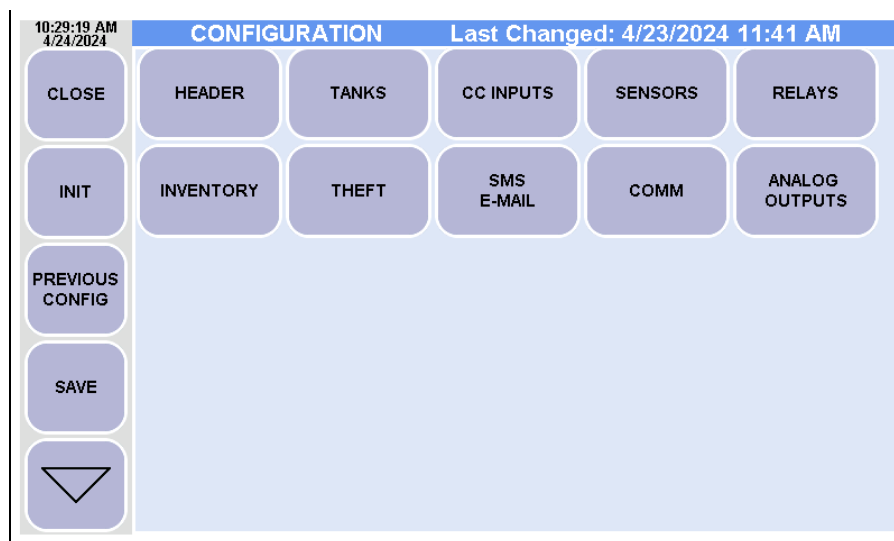 10:29:19 AM
4/24/2024
CONFIGURATION Last Changed: 4/23/2024 11:41 AM
CLOSE
HEADER
TANKS
CC INPUTS
SENSORS
RELAYS
INIT
INVENTORY
THEFT
SMS
E-MAIL
COMM
ANALOG
OUTPUTS
PREVIOUS
CONFIG
SAVE